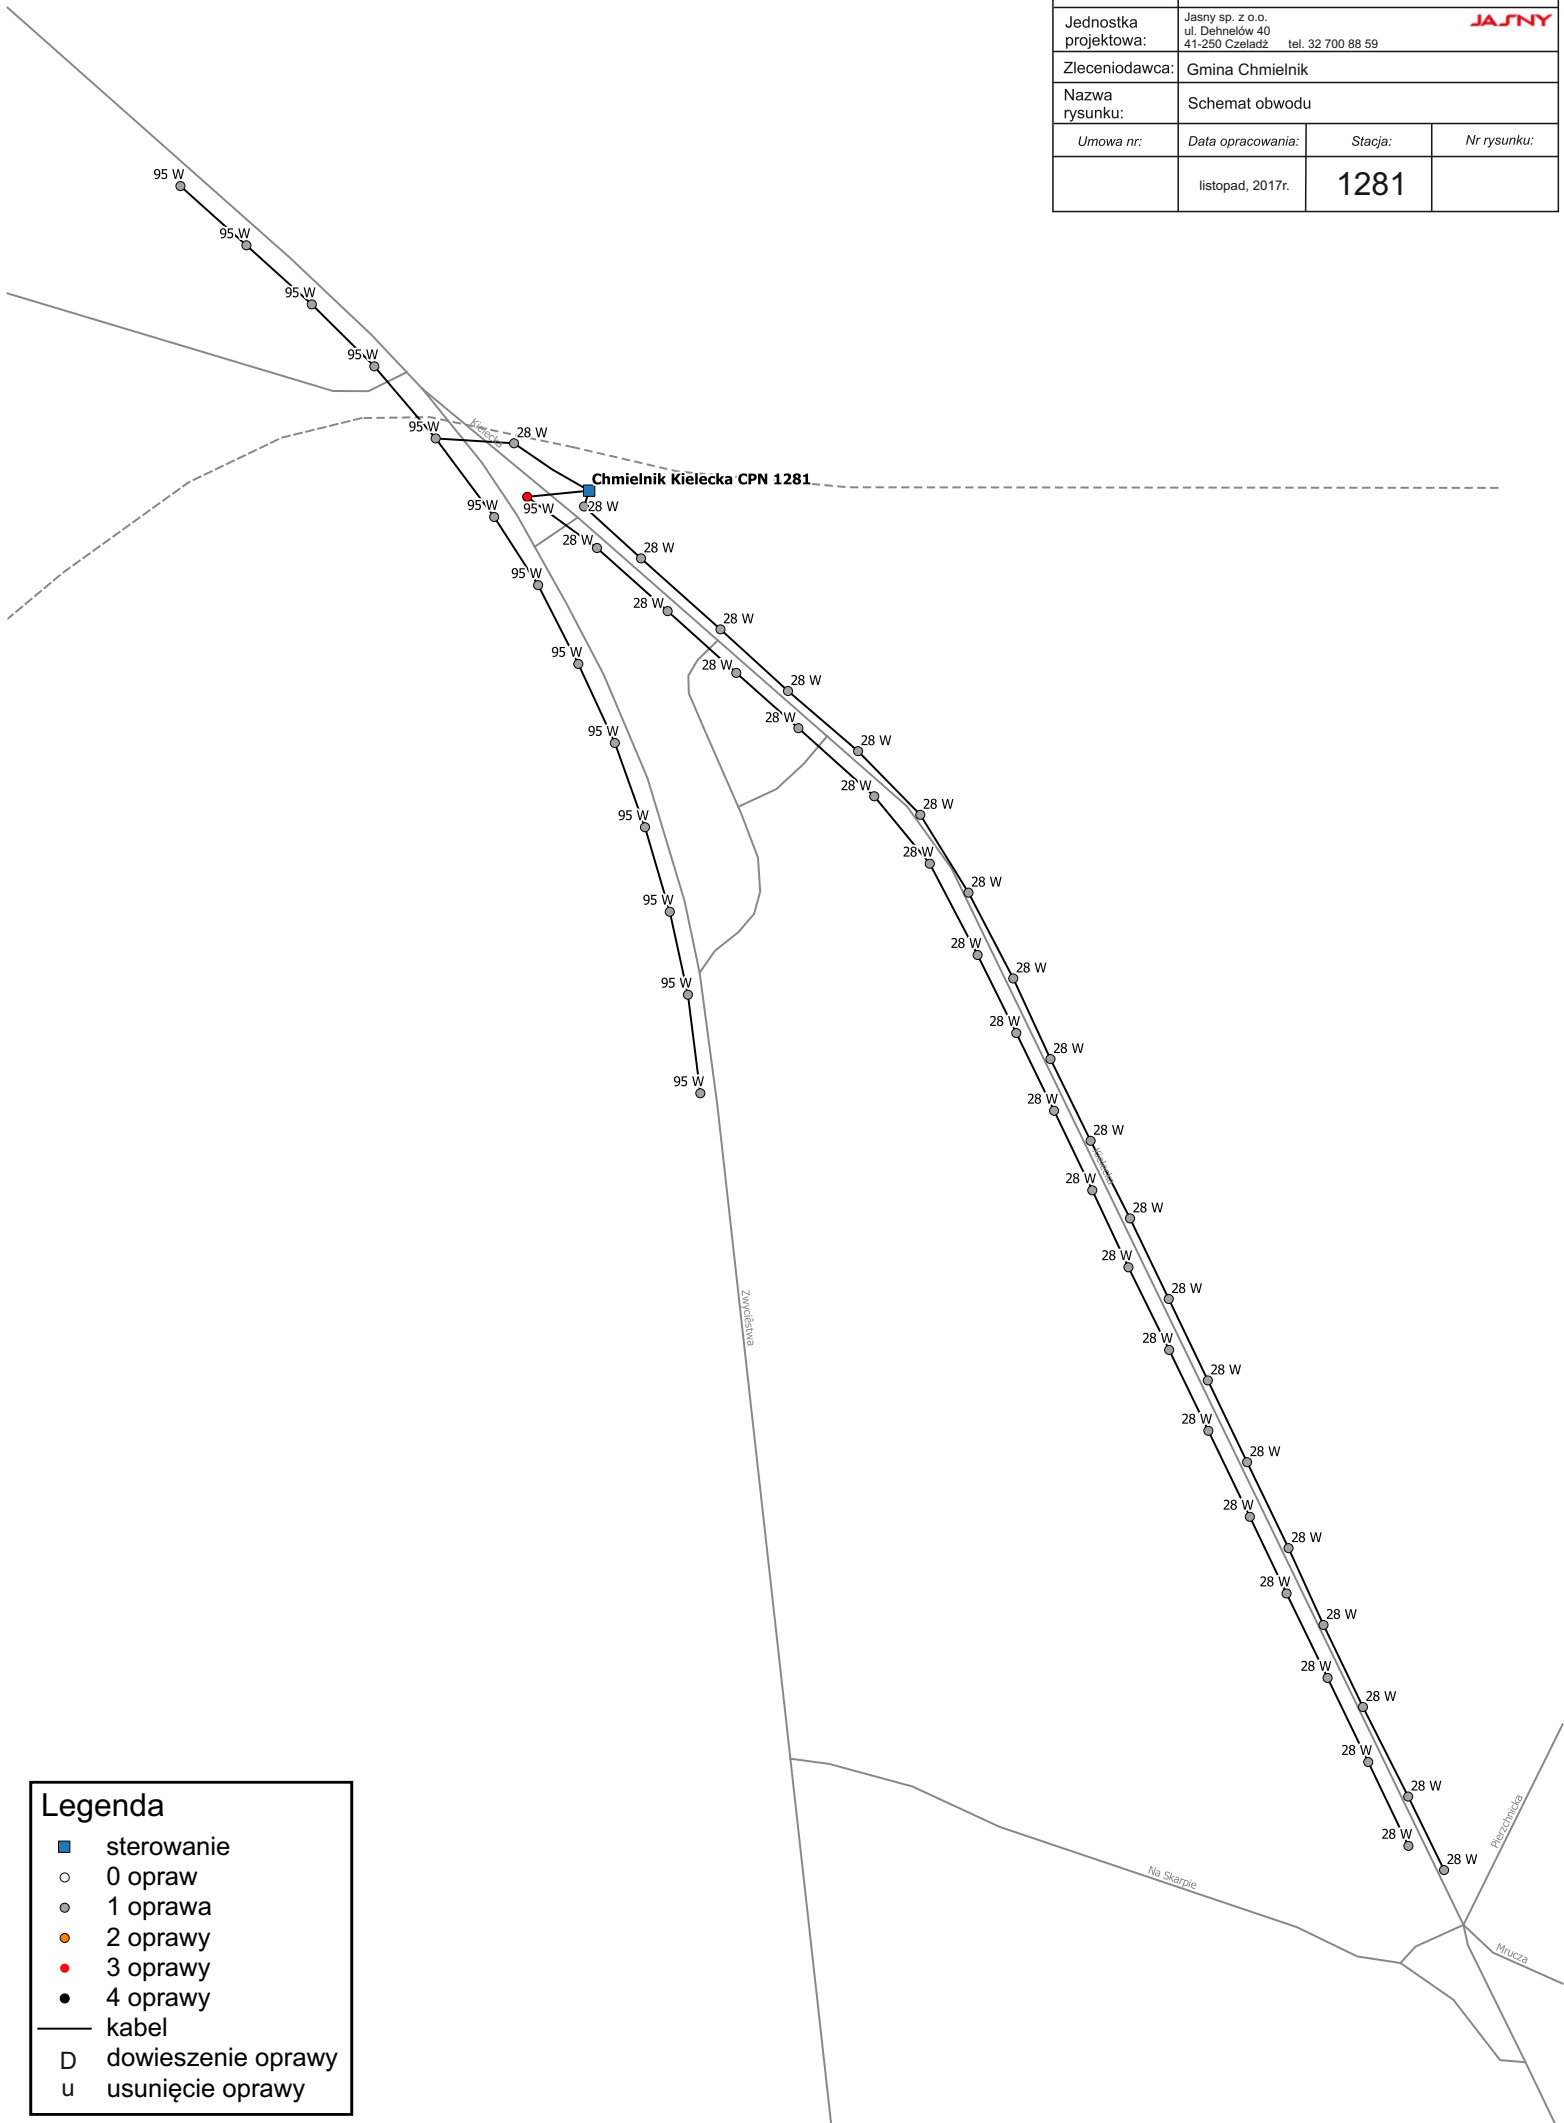 Jednostka projektowa:
Jasny sp. z o.o.
ul. Dehnelów 40
41-250 Czeladź tel. 32 700 88 59
JASNY
Zleceniodawca: Gmina Chmielnik
Nazwa rysunku: Schemat obwodu
Umowa nr: Data opracowania: Stacja: Nr rysunku:
listopad, 2017r. 1281
95 W
95 W
95 W
95 W
95 W
Kielecka
28 W
Chmielnik Kielecka CPN 1281
95 W
95 W
28 W
28 W
28 W
95 W
28 W
28 W
95 W
28 W
28 W
28 W
95 W
28 W
28 W
28 W
95 W
28 W
28 W
95 W
28 W
28 W
95 W
28 W
28 W
95 W
28 W
28 W
28 W
Kielecka
28 W
28 W
28 W
28 W
Zwyciêstwa
28 W
28 W
28 W
28 W
28 W
28 W
28 W
28 W
28 W
28 W
28 W
28 W
28 W
28 W
Pierzchnicka
Na Skarpie
Mrucza
Legenda
sterowanie
0 opraw
1 oprawa
2 oprawy
3 oprawy
4 oprawy
kabel
D dowieszenie oprawy
u usunięcie oprawy